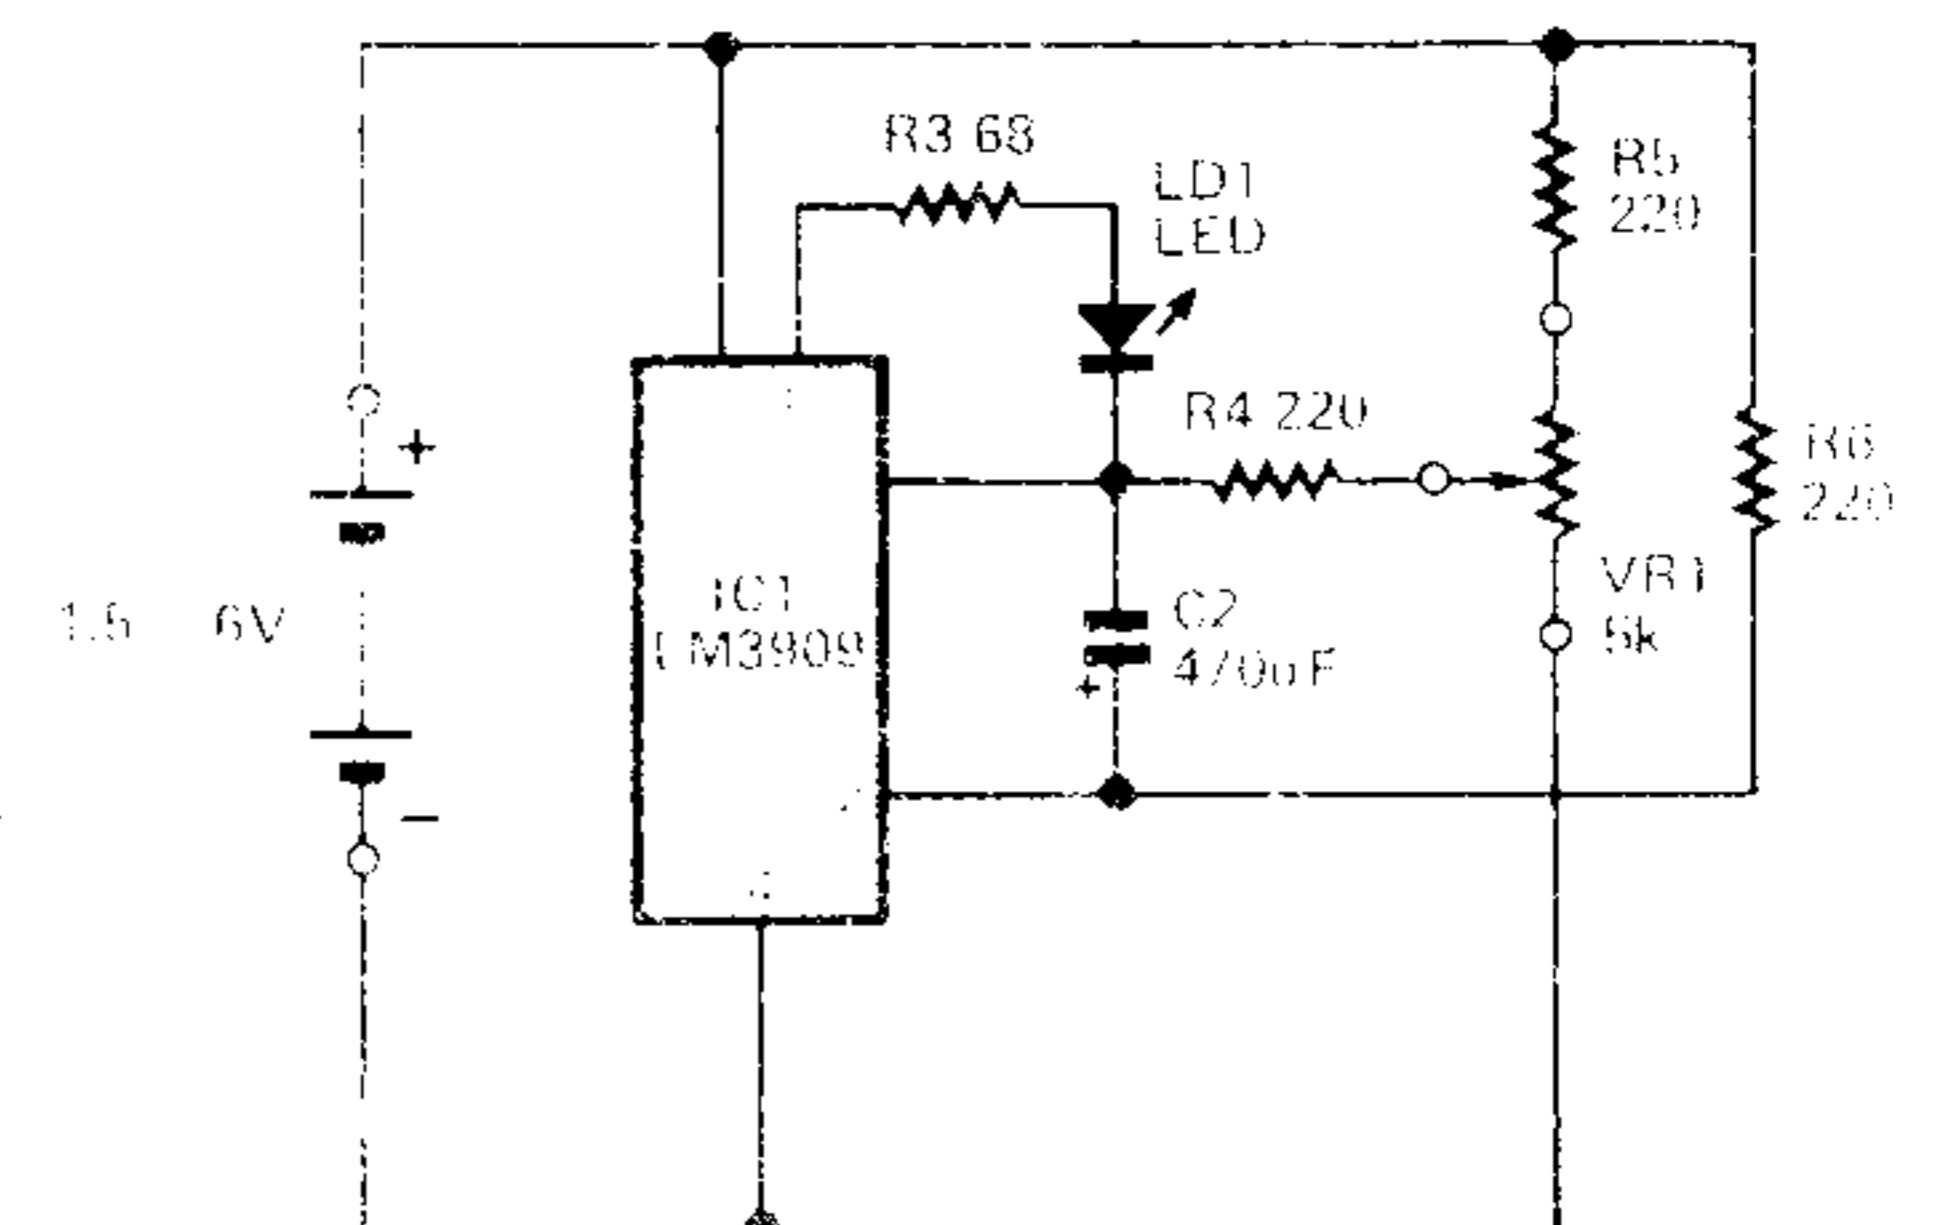 R3 68
LD1
LED
R5
220
+
R4 220
R6
220
1.5 6V
IC1
LM3909
C2
470uF
+
VR1
5k
−